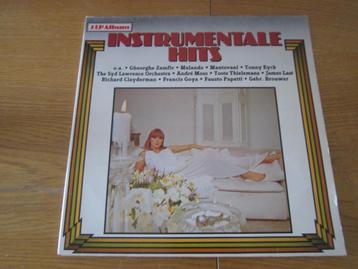 3 LP Album
INSTRUMENTALE
HITS
o.a. • Gheorghe Zamfir • Malando • Mantovani • Tonny Eyck
The Syd Lawrence Orchestra • André Moss • Toots Thielemans • James Last
Richard Clayderman • Francis Goya • Fausto Papetti • Gebr. Brouwer